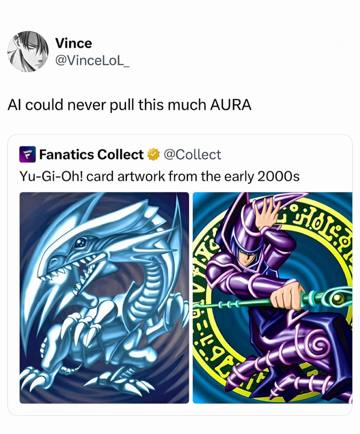 Vince
@VinceLoL_
AI could never pull this much AURA
Fanatics Collect @Collect
Yu-Gi-Oh! card artwork from the early 2000s